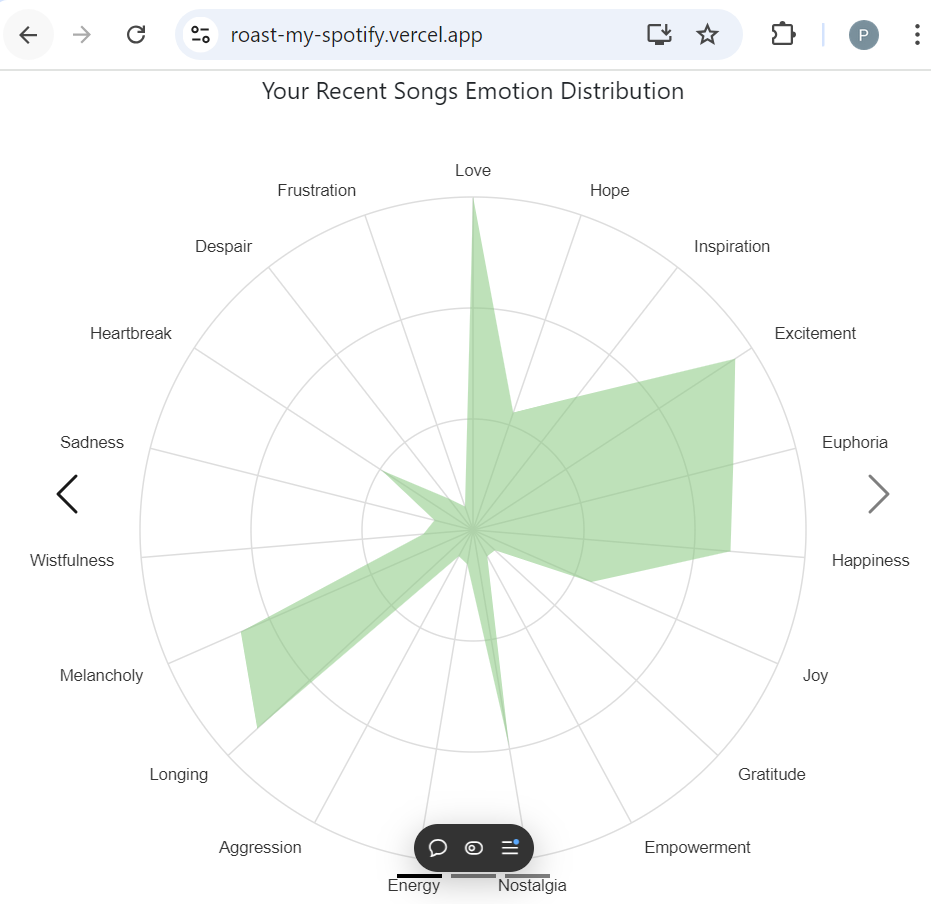 roast-my-spotify.vercel.app
P
Your Recent Songs Emotion Distribution
Love
Frustration
Hope
Despair
Inspiration
Heartbreak
Excitement
Sadness
Euphoria
Wistfulness
Happiness
Melancholy
Joy
Longing
Gratitude
Aggression
Empowerment
Energy
Nostalgia